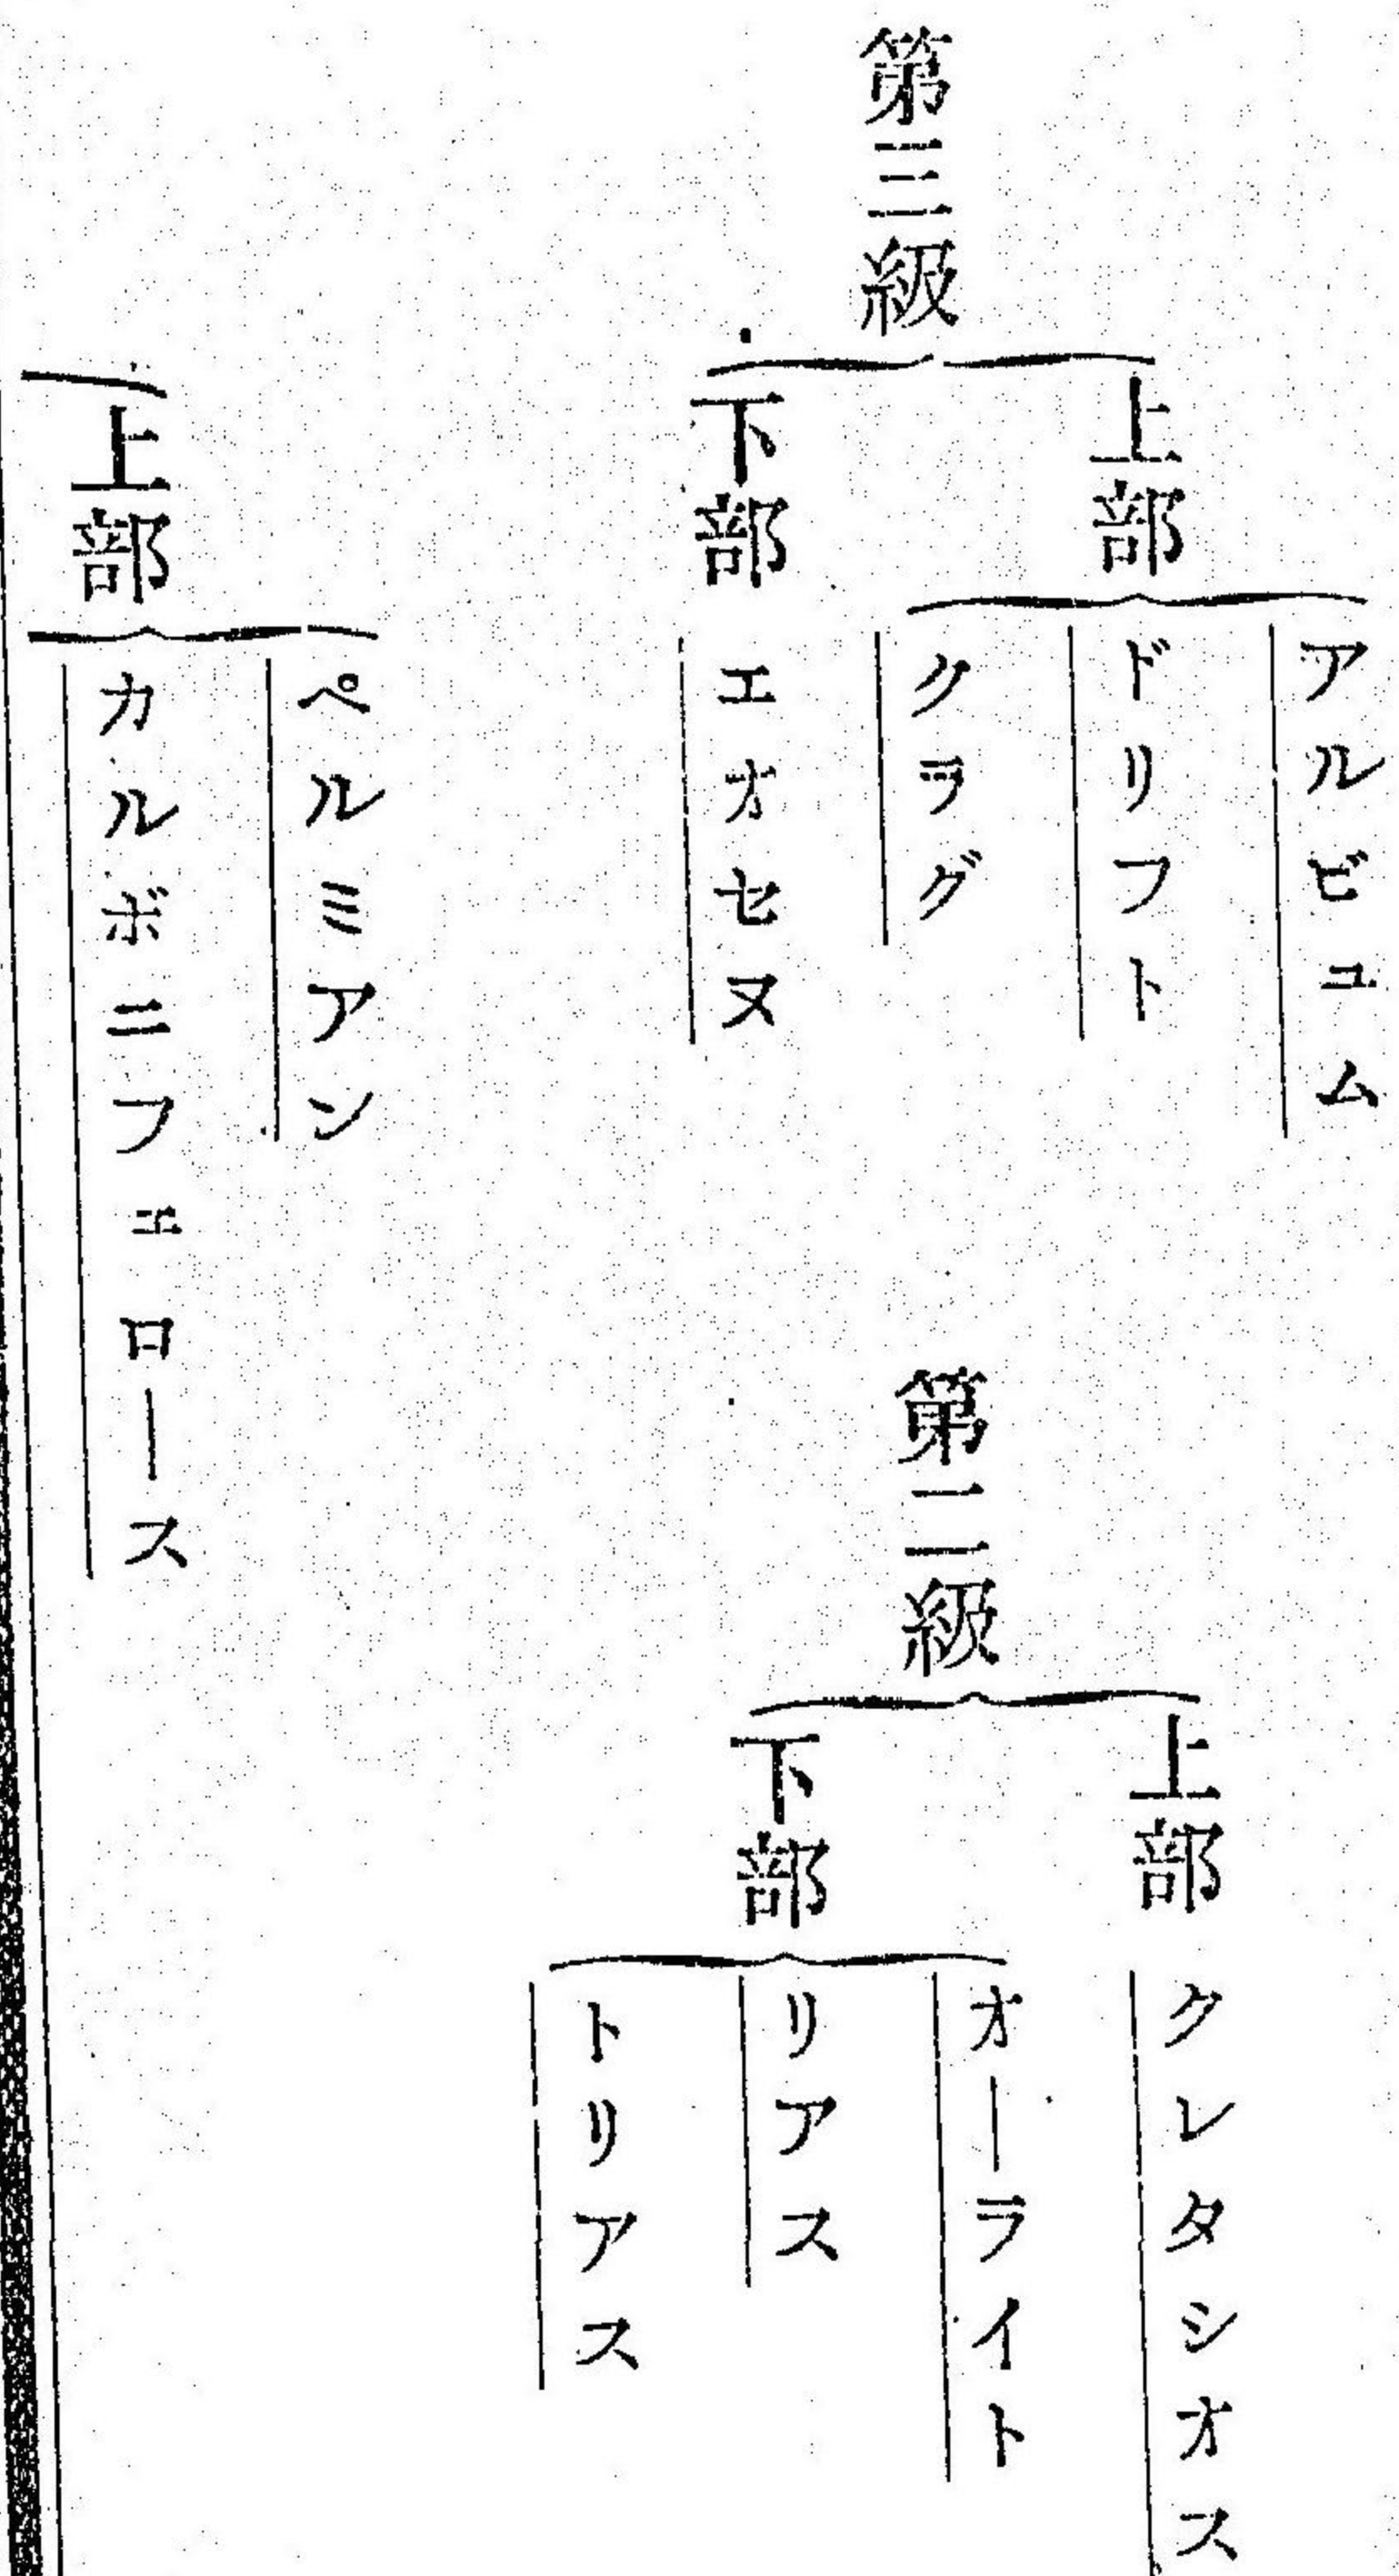 第三級
上部
アルビュム
ドリフト
クラグ
下部
エオセヌ
第二級
上部
クレタシオス
下部
オーライト
リアス
トリアス
上部
ペルミアン
カルボニフェロース